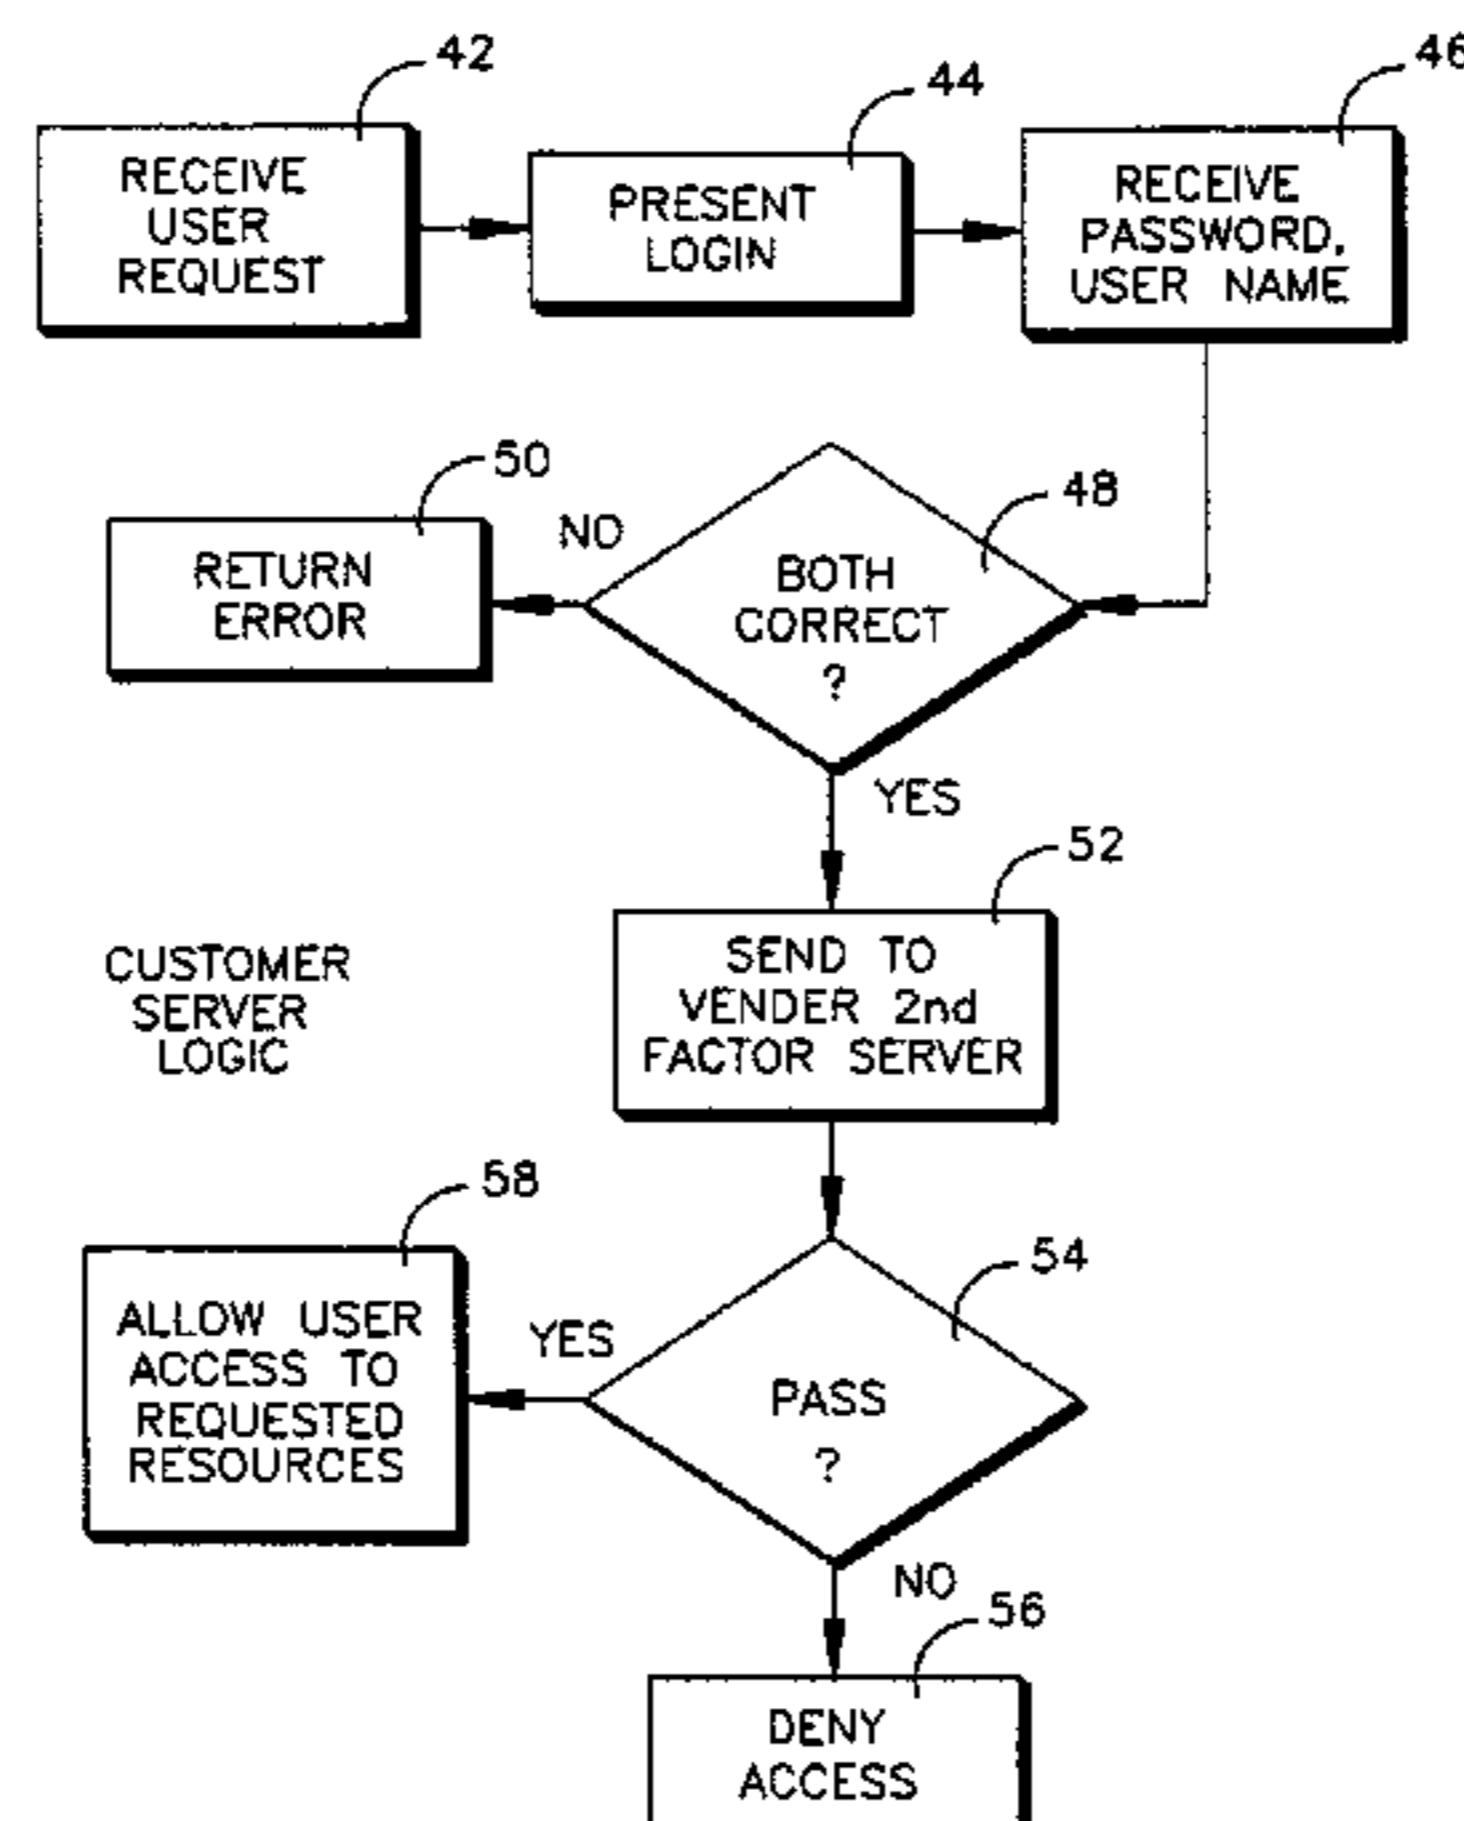 42
RECEIVE
USER
REQUEST
44
PRESENT
LOGIN
46
RECEIVE
PASSWORD,
USER NAME
48
BOTH
CORRECT
?
NO
50
RETURN
ERROR
YES
52
SEND TO
VENDER 2nd
FACTOR SERVER
CUSTOMER
SERVER
LOGIC
54
PASS
?
YES
58
ALLOW USER
ACCESS TO
REQUESTED
RESOURCES
NO
56
DENY
ACCESS